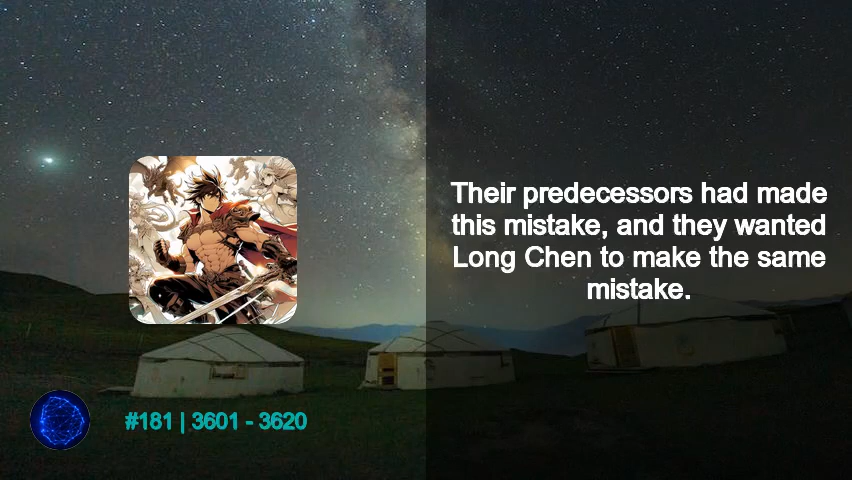 Their predecessors had made
this mistake, and they wanted
Long Chen to make the same
mistake.
#181 | 3601 - 3620